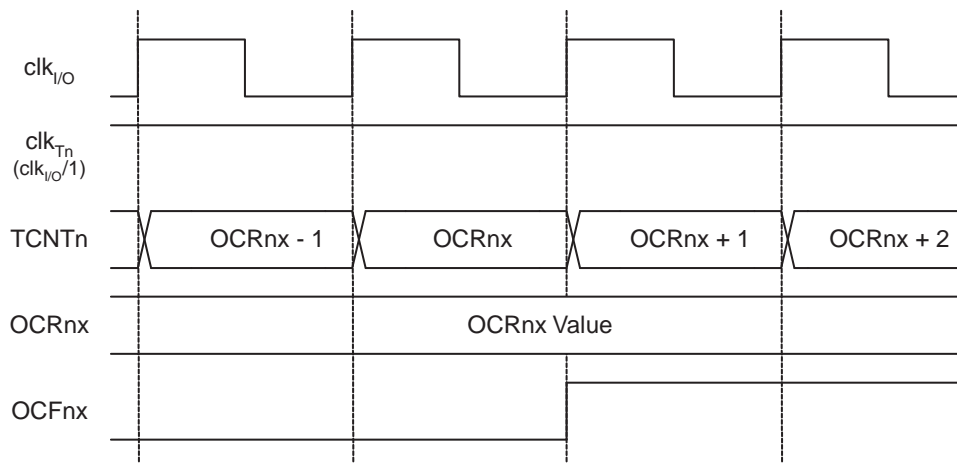 clkI/O
clkTn
(clkI/O/1)
TCNTn OCRnx - 1 OCRnx OCRnx + 1 OCRnx + 2
OCRnx OCRnx Value
OCFnx